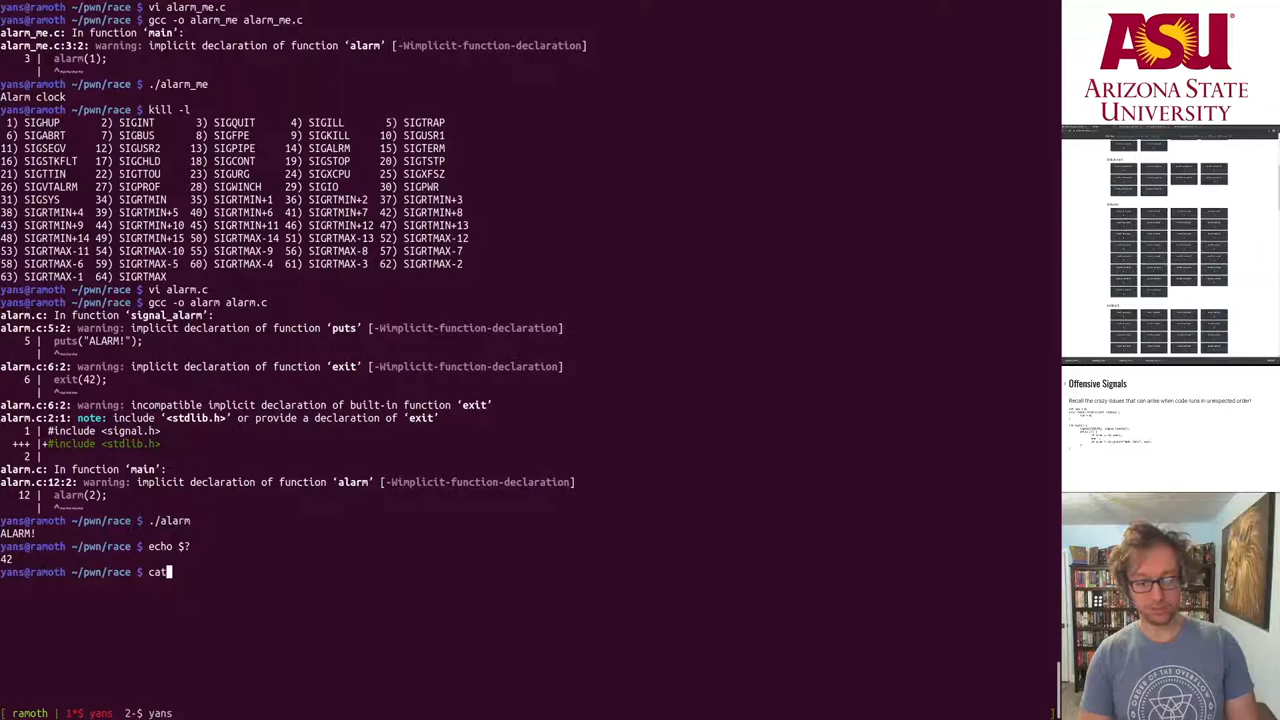 yans@ramoth ~/pwn/race $ vi alarm_me.c
yans@ramoth ~/pwn/race $ gcc -o alarm_me alarm_me.c
alarm_me.c: In function ‘main’:
alarm_me.c:3:2: warning: implicit declaration of function ‘alarm’ [-Wimplicit-function-declaration]
3 | alarm(1);
| ^~~~~
yans@ramoth ~/pwn/race $ ./alarm_me
Alarm clock
yans@ramoth ~/pwn/race $ kill -l
1) SIGHUP 2) SIGINT 3) SIGQUIT 4) SIGILL 5) SIGTRAP
6) SIGABRT 7) SIGBUS 8) SIGFPE 9) SIGKILL 10) SIGUSR1
11) SIGSEGV 12) SIGUSR2 13) SIGPIPE 14) SIGALRM 15) SIGTERM
16) SIGSTKFLT 17) SIGCHLD 18) SIGCONT 19) SIGSTOP 20) SIGTSTP
21) SIGTTIN 22) SIGTTOU 23) SIGURG 24) SIGXCPU 25) SIGXFSZ
26) SIGVTALRM 27) SIGPROF 28) SIGWINCH 29) SIGIO 30) SIGPWR
31) SIGSYS 34) SIGRTMIN 35) SIGRTMIN+1 36) SIGRTMIN+2 37) SIGRTMIN+3
38) SIGRTMIN+4 39) SIGRTMIN+5 40) SIGRTMIN+6 41) SIGRTMIN+7 42) SIGRTMIN+8
43) SIGRTMIN+9 44) SIGRTMIN+10 45) SIGRTMIN+11 46) SIGRTMIN+12 47) SIGRTMIN+13
48) SIGRTMIN+14 49) SIGRTMIN+15 50) SIGRTMAX-14 51) SIGRTMAX-13 52) SIGRTMAX-12
53) SIGRTMAX-11 54) SIGRTMAX-10 55) SIGRTMAX-9 56) SIGRTMAX-8 57) SIGRTMAX-7
58) SIGRTMAX-6 59) SIGRTMAX-5 60) SIGRTMAX-4 61) SIGRTMAX-3 62) SIGRTMAX-2
63) SIGRTMAX-1 64) SIGRTMAX
yans@ramoth ~/pwn/race $ vi alarm.c
yans@ramoth ~/pwn/race $ gcc -o alarm alarm.c
alarm.c: In function ‘signal_alarm’:
alarm.c:5:2: warning: implicit declaration of function ‘puts’ [-Wimplicit-function-declaration]
5 | puts("ALARM!");
| ^~~~
alarm.c:6:2: warning: implicit declaration of function ‘exit’ [-Wimplicit-function-declaration]
6 | exit(42);
| ^~~~
alarm.c:6:2: warning: incompatible implicit declaration of built-in function ‘exit’
alarm.c:2:1: note: include ‘<stdlib.h>’ or provide a declaration of ‘exit’
+++ |+#include <stdlib.h>
2 |
alarm.c: In function ‘main’:
alarm.c:12:2: warning: implicit declaration of function ‘alarm’ [-Wimplicit-function-declaration]
12 | alarm(2);
| ^~~~~
yans@ramoth ~/pwn/race $ ./alarm
ALARM!
yans@ramoth ~/pwn/race $ echo $?
42
yans@ramoth ~/pwn/race $ cat
[ ramoth | 1*$ yans 2-$ yans ]
ASU
ARIZONA STATE
UNIVERSITY
Offensive Signals
Recall the crazy issues that can arise when code runs in unexpected order!
ORDER OF THE OVERFLOW